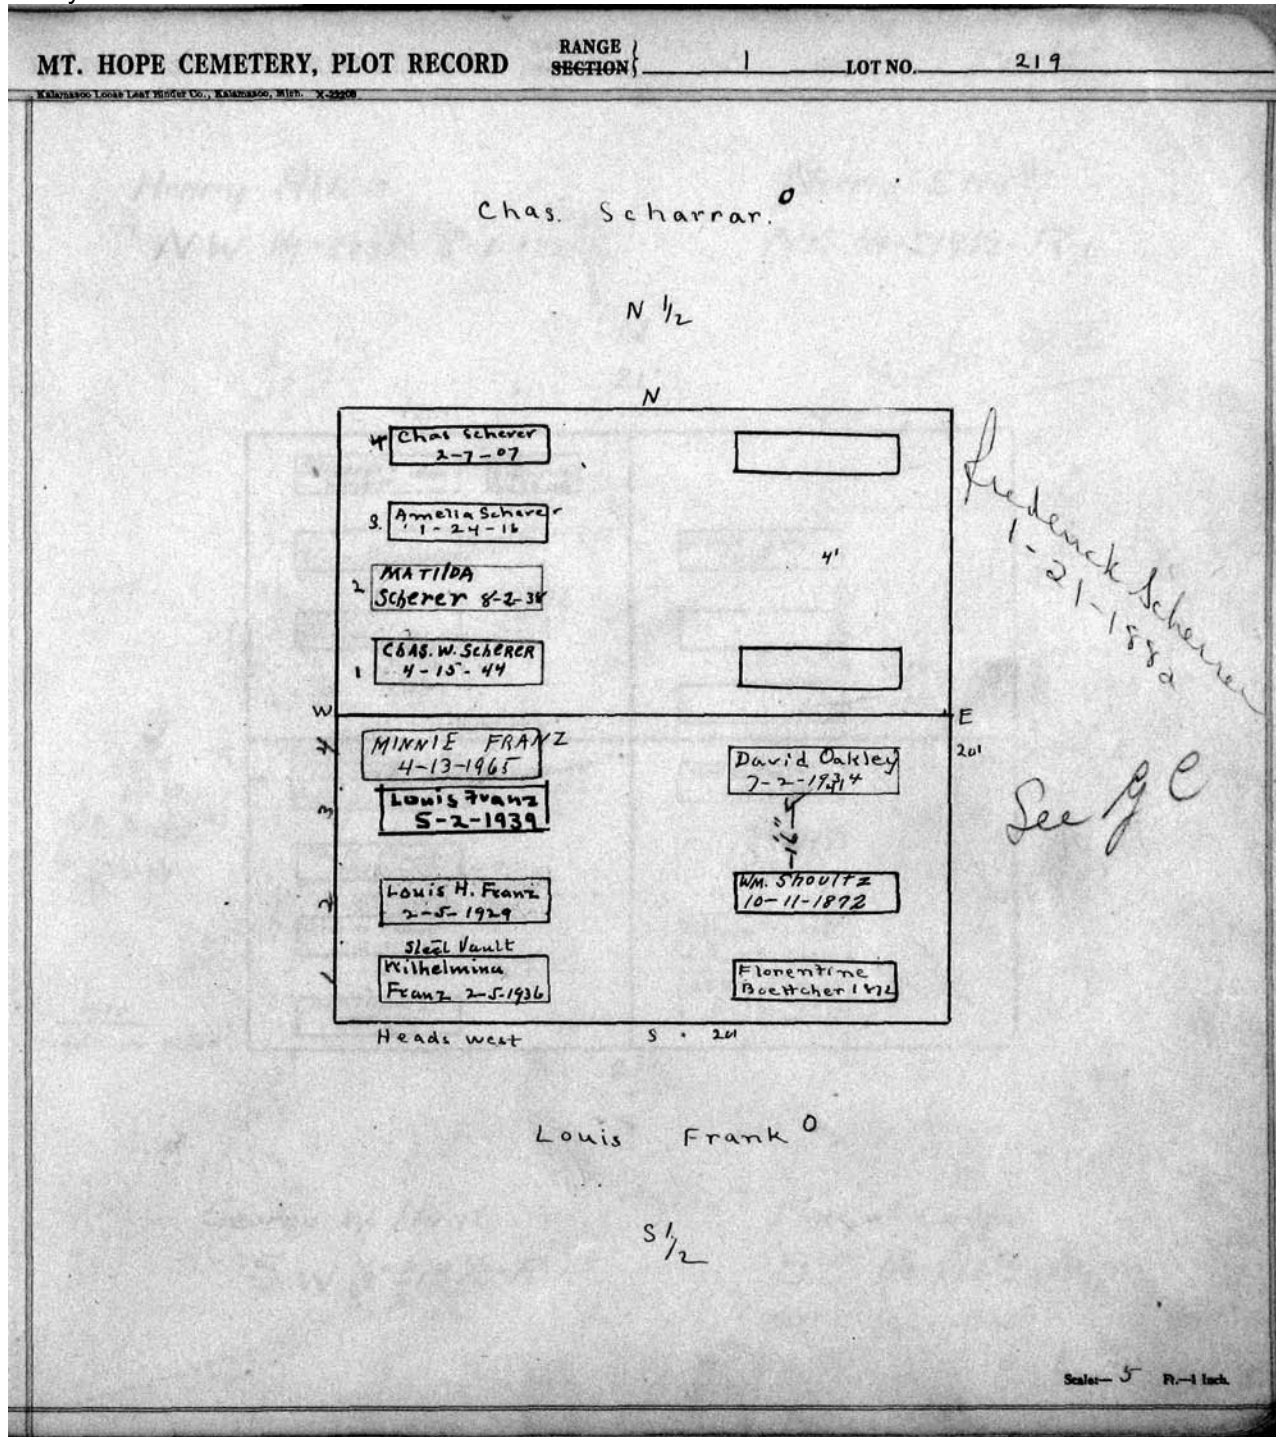 MT. HOPE CEMETERY, PLOT RECORD RANGE SECTION 1 LOT NO. 219
Kalamazoo Loose Leaf Binder Co., Kalamazoo, Mich. X-22208
Chas. Scharrar. O
N 1/2
N
4 Chas Scherer
2-7-07
3. Amelia Scharer
1-24-16
2 MATIlDA
Scherer 8-2-38
1 CHAS. W. SCHERER
4-15-44
4'
Frederick Scherrer
1-21-1882
See G C
W
E
201
4 MINNIE FRANZ
4-13-1965
3 Louis Franz
5-2-1939
2 Louis H. Franz
2-5-1929
Steel Vault
1 Wilhelmina
Franz 2-5-1936
David Oakley
7-2-1934
16"
WM. Shoultz
10-11-1872
Florentine
Boettcher 1872
Heads west S. 201
Louis Frank O
S 1/2
Scale:— 5 Ft.—1 Inch.